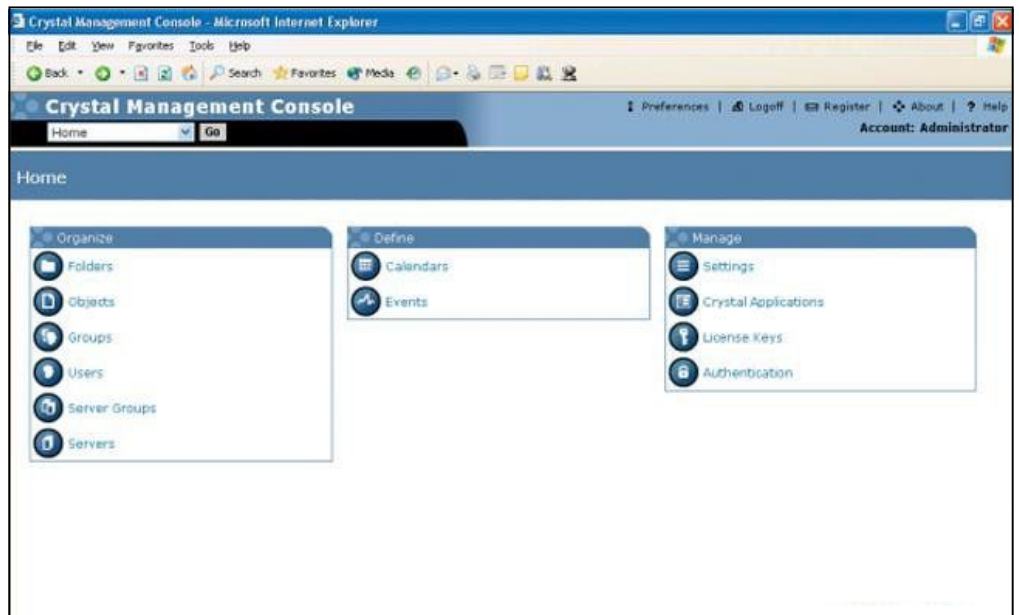 Crystal Management Console - Microsoft Internet Explorer
File Edit View Favorites Tools Help
Back Search Favorites Media
Crystal Management Console
Preferences | Logoff | Register | About | ? Help
Home Go
Account: Administrator
Home
Organize
Folders
Objects
Groups
Users
Server Groups
Servers
Define
Calendars
Events
Manage
Settings
Crystal Applications
License Keys
Authentication